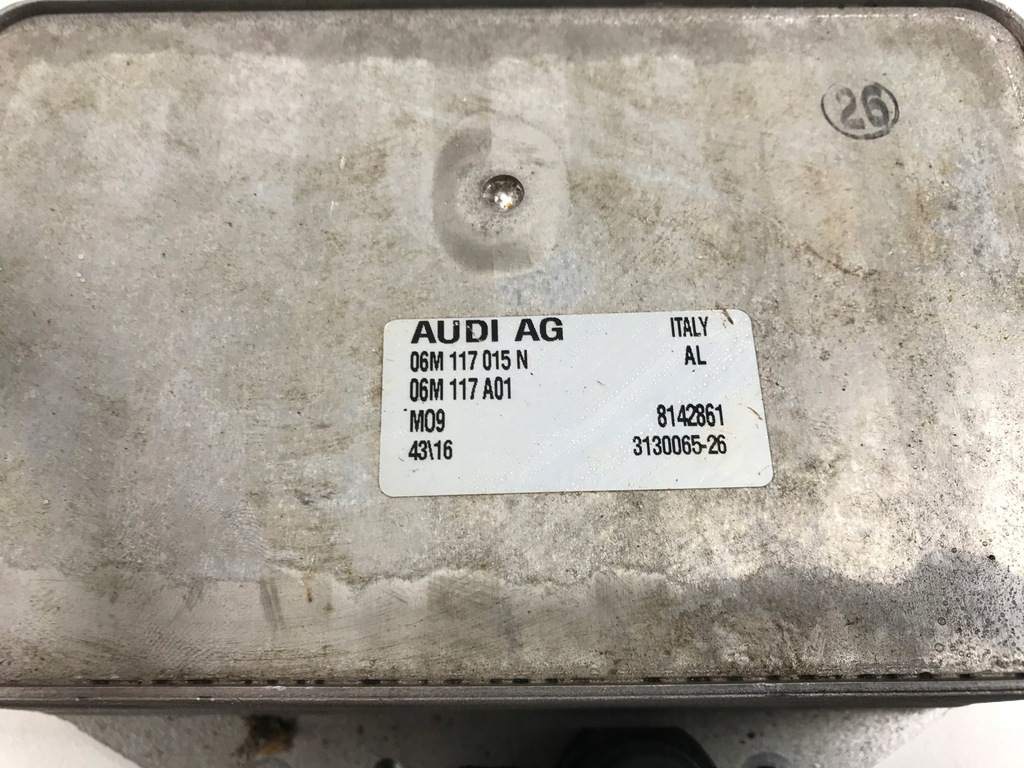 26
AUDI AG ITALY
06M 117 015 N AL
06M 117 A01
M09 8142861
43\16 3130065-26